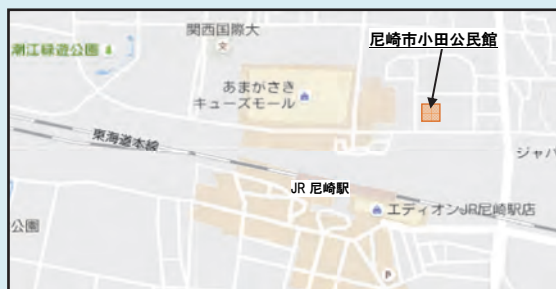 関西国際大
文
尼崎市小田公民館
潮江緑遊公園
あまがさき
キューズモール
東海道本線
ジャパ
JR 尼崎駅
エディオンJR尼崎駅店
公園
P